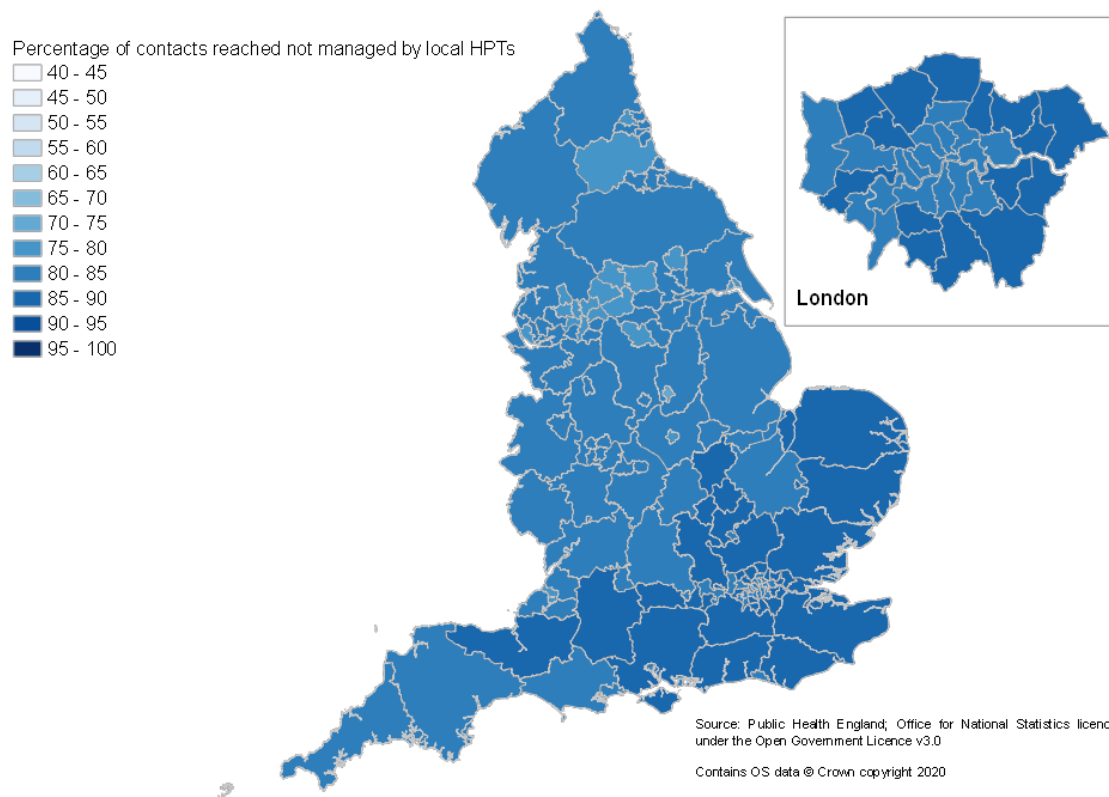 Percentage of contacts reached not managed by local HPTs
40 - 45
45 - 50
50 - 55
55 - 60
60 - 65
65 - 70
70 - 75
75 - 80
80 - 85
85 - 90
90 - 95
95 - 100
London
Source: Public Health England; Office for National Statistics licenc
under the Open Government Licence v3.0
Contains OS data © Crown copyright 2020